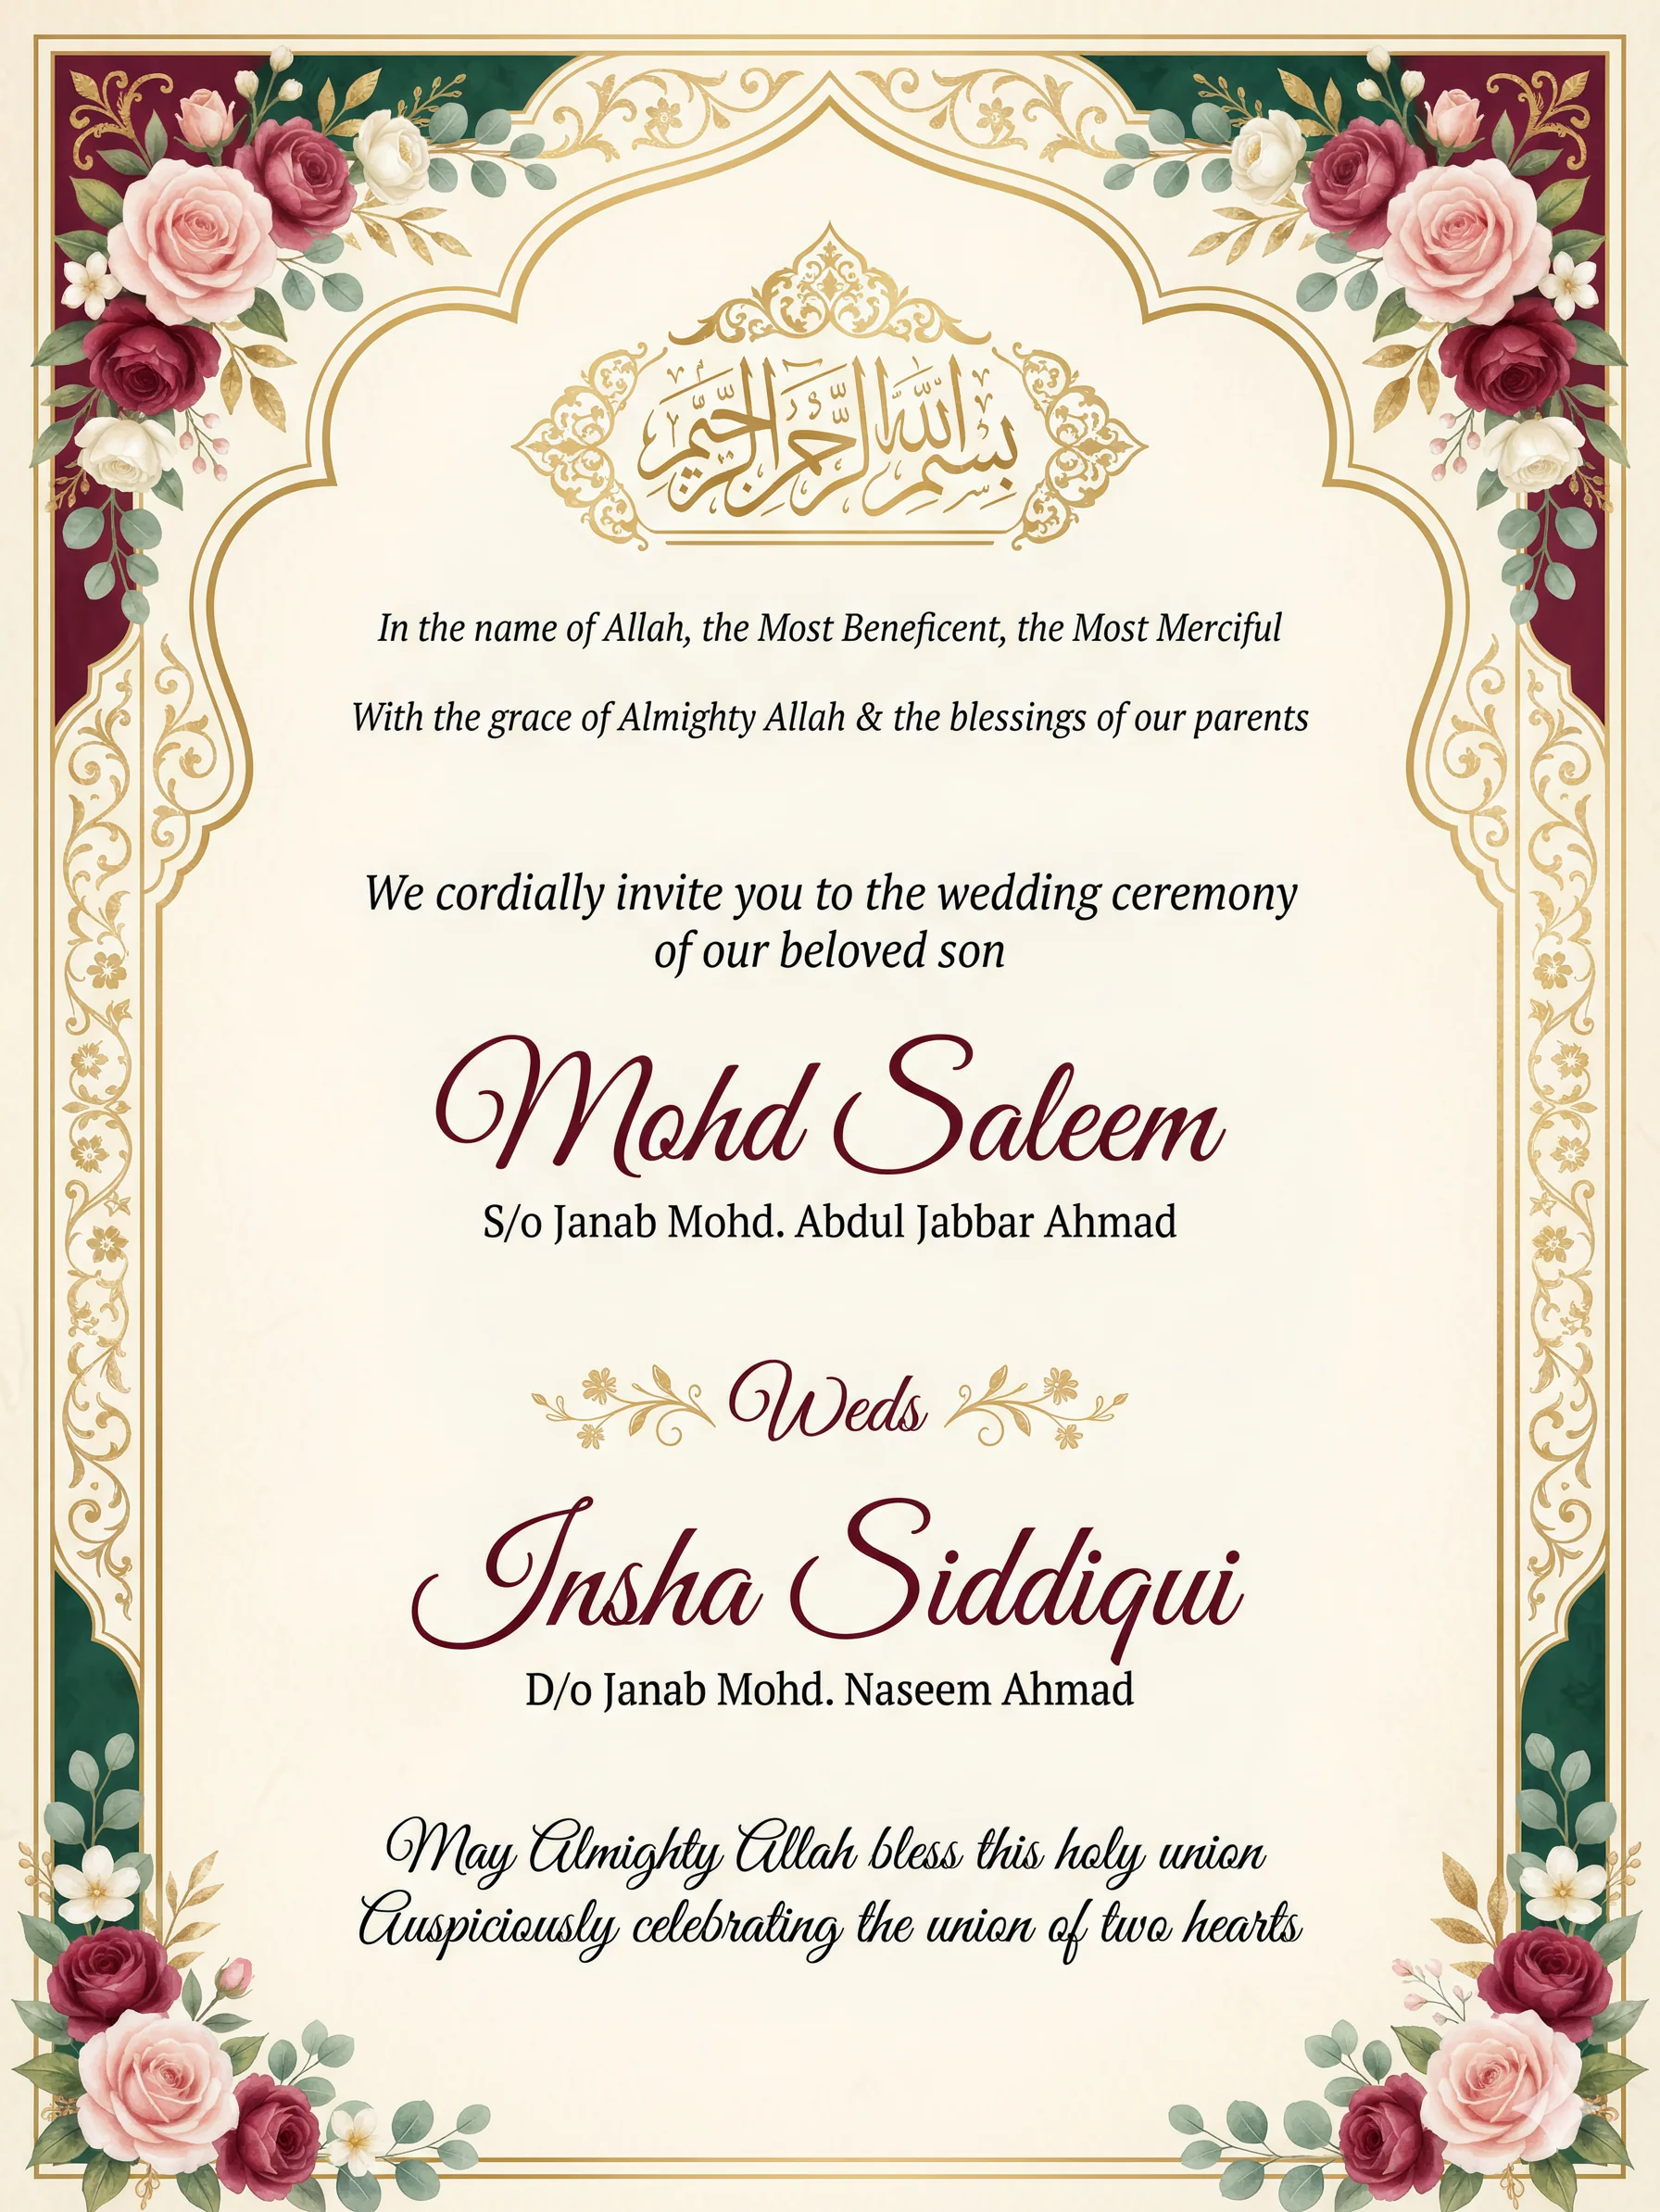 بسم الله الرحمن الرحيم
In the name of Allah, the Most Beneficent, the Most Merciful
With the grace of Almighty Allah & the blessings of our parents
We cordially invite you to the wedding ceremony
of our beloved son
Mohd Saleem
S/o Janab Mohd. Abdul Jabbar Ahmad
Weds
Insha Siddiqui
D/o Janab Mohd. Naseem Ahmad
May Almighty Allah bless this holy union
Auspiciously celebrating the union of two hearts